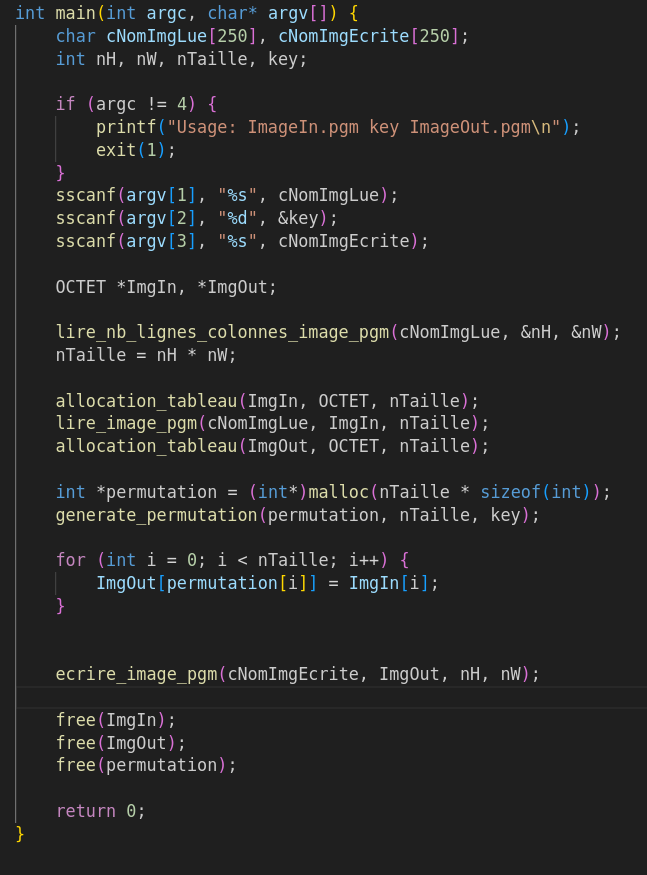 int main(int argc, char* argv[]) {
    char cNomImgLue[250], cNomImgEcrite[250];
    int nH, nW, nTaille, key;

    if (argc != 4) {
        printf("Usage: ImageIn.pgm key ImageOut.pgm\n");
        exit(1);
    }
    sscanf(argv[1], "%s", cNomImgLue);
    sscanf(argv[2], "%d", &key);
    sscanf(argv[3], "%s", cNomImgEcrite);

    OCTET *ImgIn, *ImgOut;

    lire_nb_lignes_colonnes_image_pgm(cNomImgLue, &nH, &nW);
    nTaille = nH * nW;

    allocation_tableau(ImgIn, OCTET, nTaille);
    lire_image_pgm(cNomImgLue, ImgIn, nTaille);
    allocation_tableau(ImgOut, OCTET, nTaille);

    int *permutation = (int*)malloc(nTaille * sizeof(int));
    generate_permutation(permutation, nTaille, key);

    for (int i = 0; i < nTaille; i++) {
        ImgOut[permutation[i]] = ImgIn[i];
    }


    ecrire_image_pgm(cNomImgEcrite, ImgOut, nH, nW);

    free(ImgIn);
    free(ImgOut);
    free(permutation);

    return 0;
}